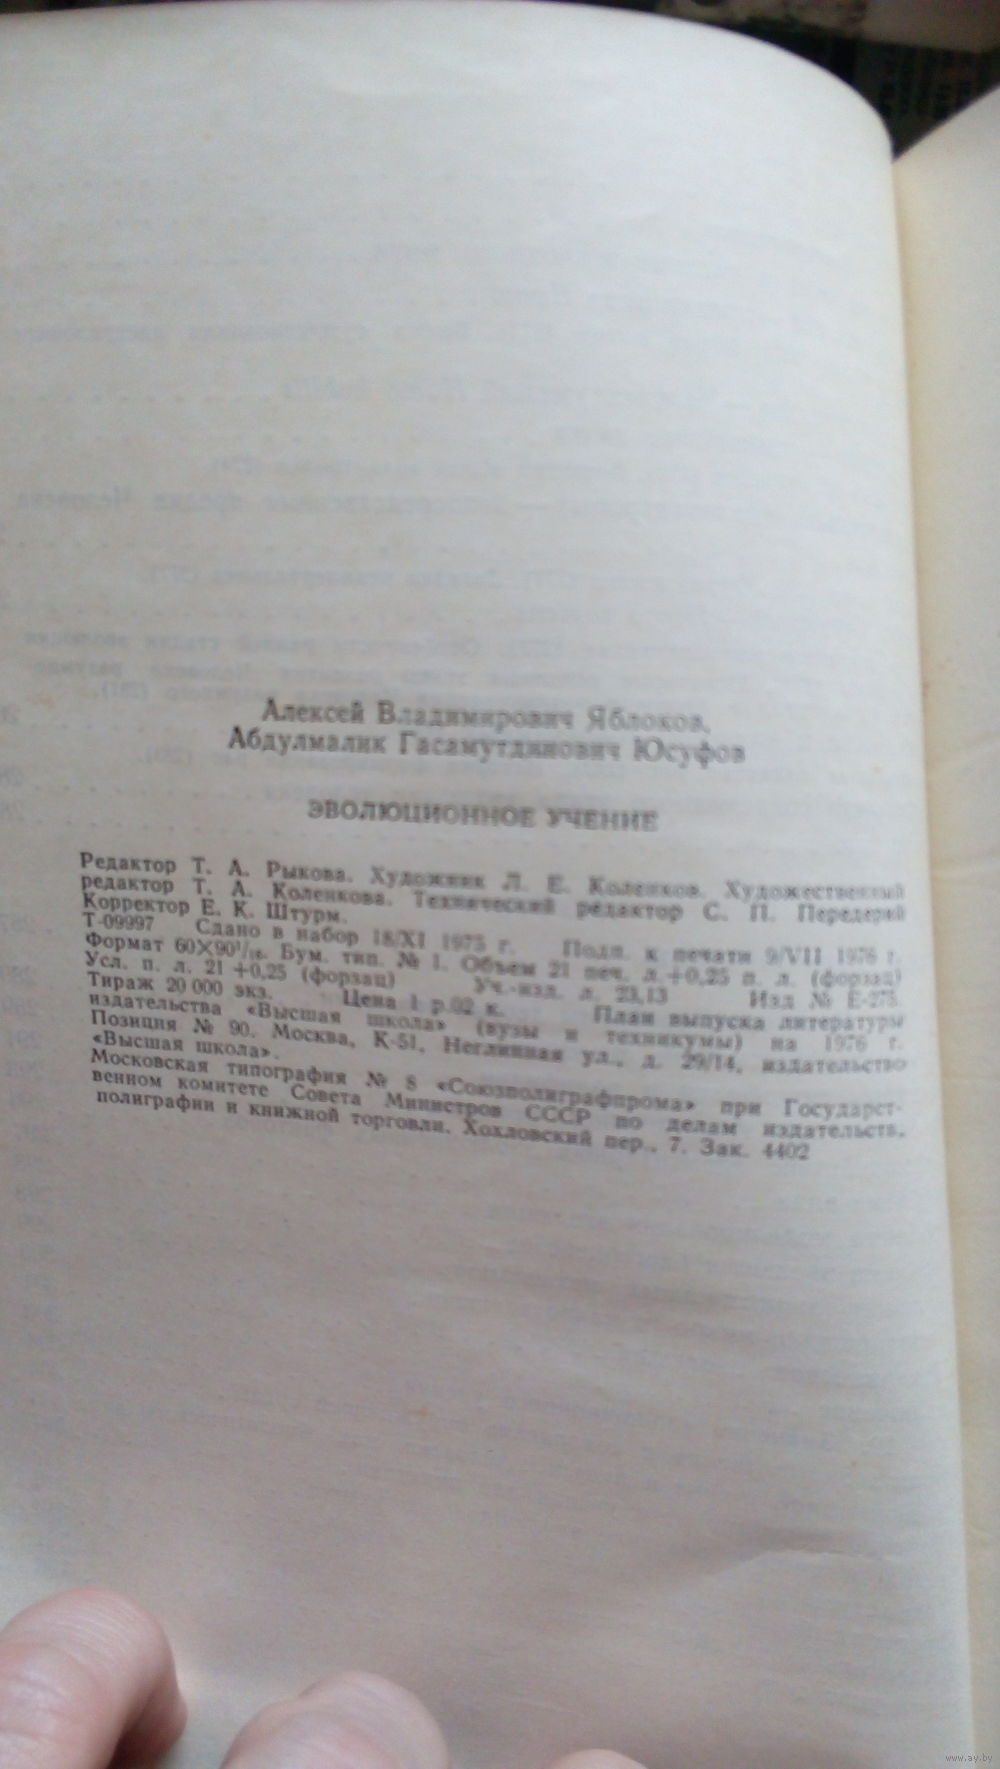 Алексей Владимирович Яблоков,
Абдулмалик Гасамутдинович Юсуфов
ЭВОЛЮЦИОННОЕ УЧЕНИЕ
Редактор Т. А. Рыкова. Художник Л. Е. Коленков. Художественный
редактор Т. А. Коленкова. Технический редактор С. П. Передерий
Корректор Е. К. Штурм.
Т-09997 Сдано в набор 18/XI 1975 г. Подп. к печати 9/VII 1976 г.
Формат 60×90¹/₁₆. Бум. тип. № 1. Объем 21 печ. л.+0,25 п. л. (форзац)
Усл. п. л. 21+0,25 (форзац) Уч.-изд. л. 23,13 Изд № Е-275
Тираж 20 000 экз. Цена 1 р.02 к. План выпуска литературы
издательства «Высшая школа» (вузы и техникумы) на 1976 г.
Позиция № 90. Москва, К-51, Неглинная ул., д. 29/14, издательство
«Высшая школа».
Московская типография № 8 «Союзполиграфпрома» при Государст-
венном комитете Совета Министров СССР по делам издательств,
полиграфии и книжной торговли. Хохловский пер., 7. Зак. 4402
www.ay.by